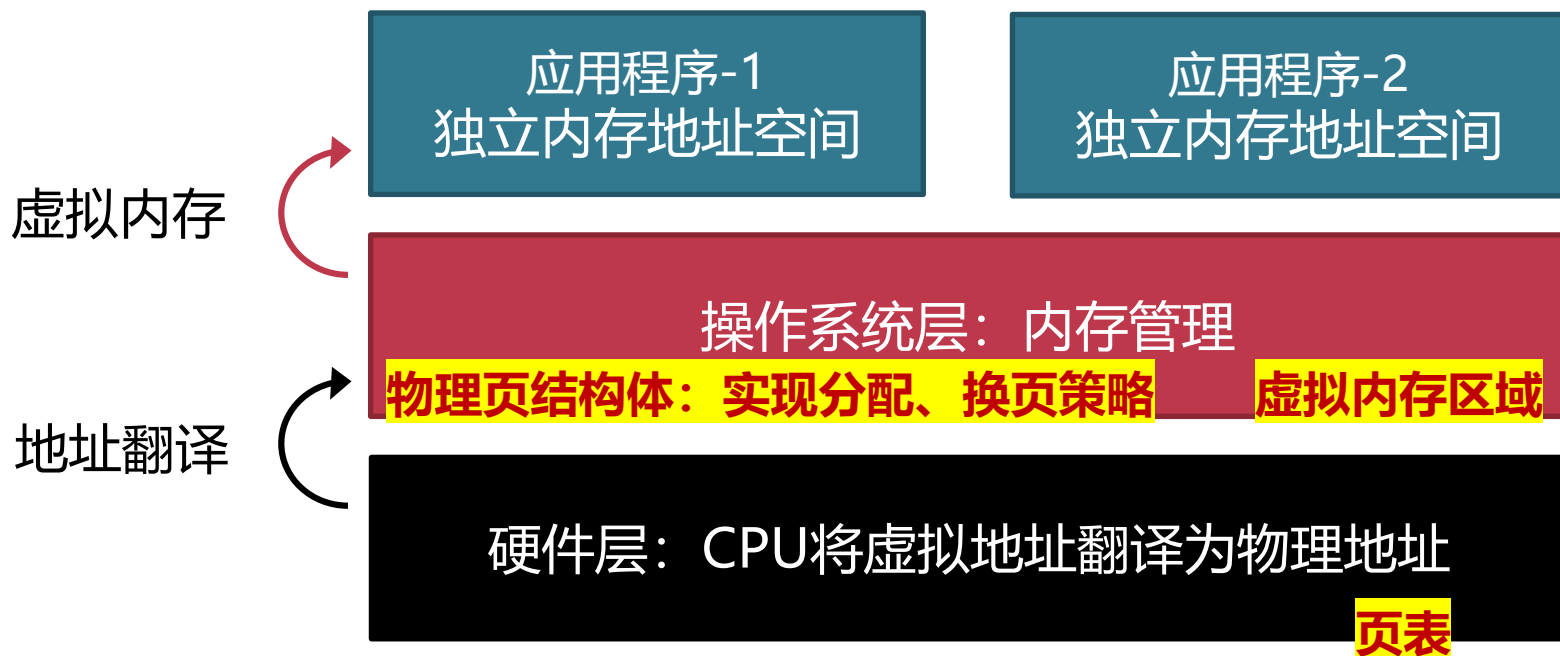 应用程序-1
独立内存地址空间
应用程序-2
独立内存地址空间
虚拟内存
操作系统层：内存管理
物理页结构体：实现分配、换页策略
虚拟内存区域
地址翻译
硬件层：CPU将虚拟地址翻译为物理地址
页表